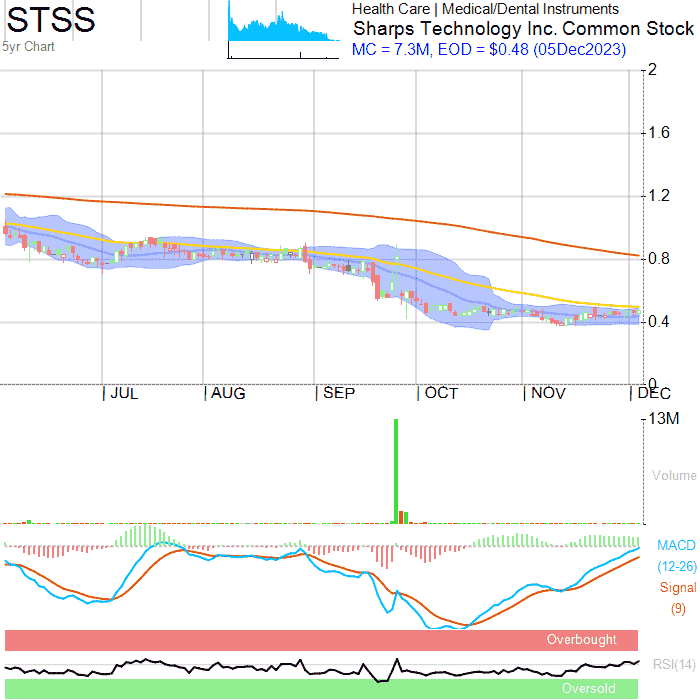 STSS
5yr Chart
Health Care | Medical/Dental Instruments
Sharps Technology Inc. Common Stock
MC = 7.3M, EOD = $0.48 (05Dec2023)
2
1.6
1.2
0.8
0.4
0
| JUL | AUG | SEP | OCT | NOV | DEC
13M
Volume
MACD
(12-26)
Signal
(9)
Overbought
RSI(14)
Oversold